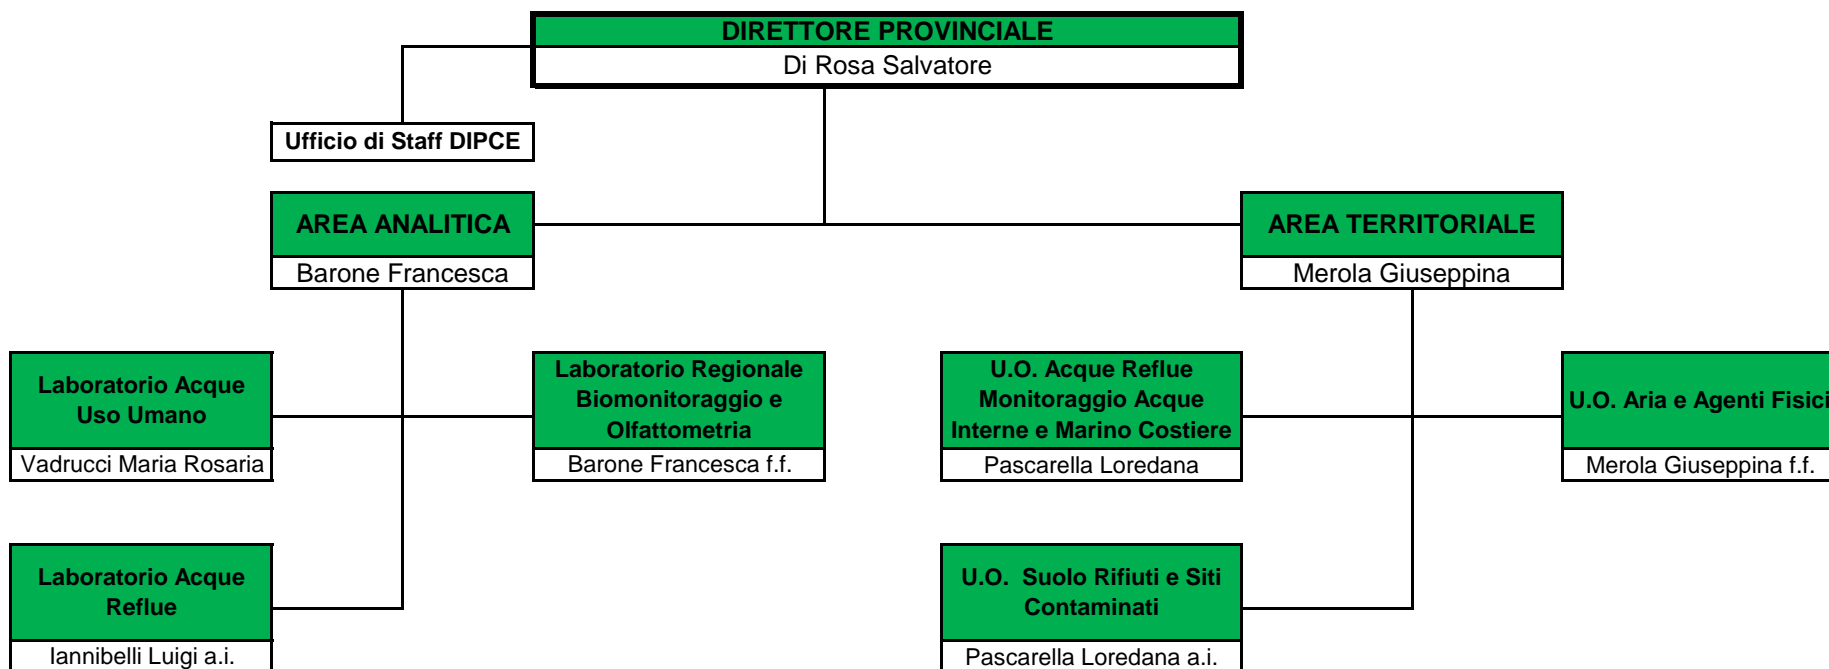 DIRETTORE PROVINCIALE
Di Rosa Salvatore
Ufficio di Staff DIPCE
AREA ANALITICA
Barone Francesca
AREA TERRITORIALE
Merola Giuseppina
Laboratorio Acque
Uso Umano
Vadrucci Maria Rosaria
Laboratorio Regionale
Biomonitoraggio e
Olfattometria
Barone Francesca f.f.
U.O. Acque Reflue
Monitoraggio Acque
Interne e Marino Costiere
Pascarella Loredana
U.O. Aria e Agenti Fisici
Merola Giuseppina f.f.
Laboratorio Acque
Reflue
Iannibelli Luigi a.i.
U.O. Suolo Rifiuti e Siti
Contaminati
Pascarella Loredana a.i.